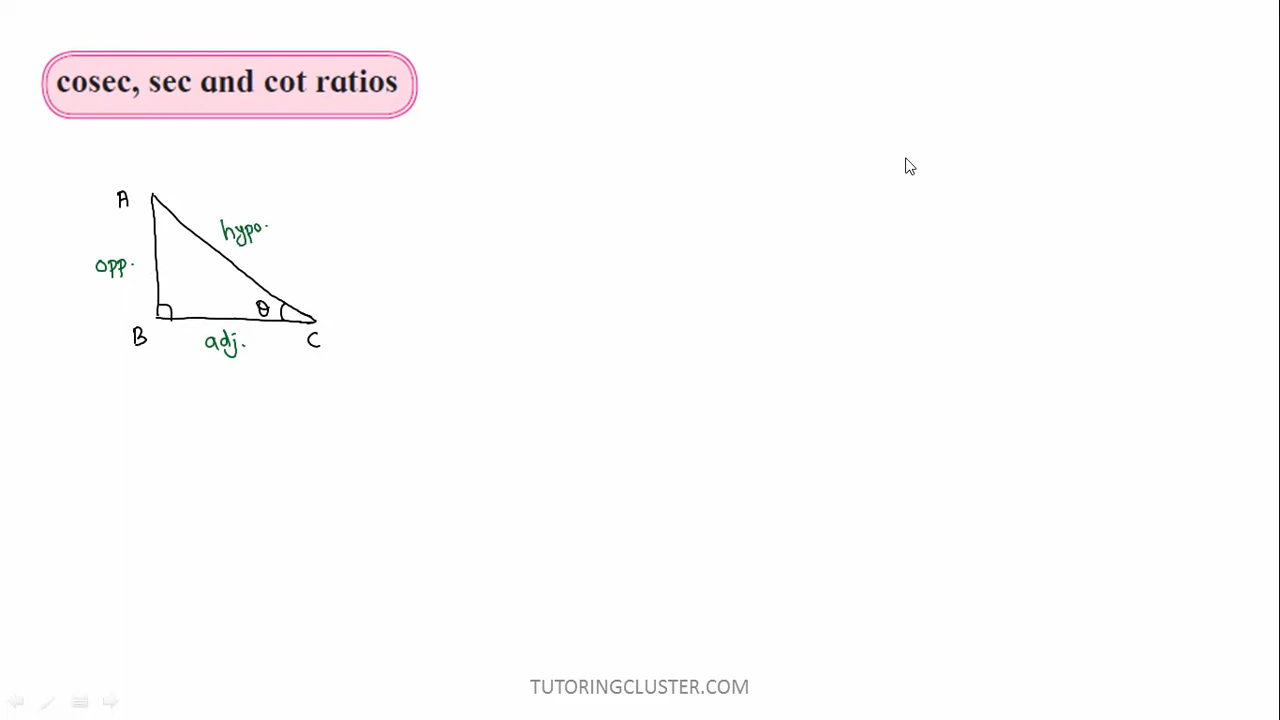 cosec, sec and cot ratios
A
hypo.
opp.
θ
B
adj.
C
TUTORINGCLUSTER.COM